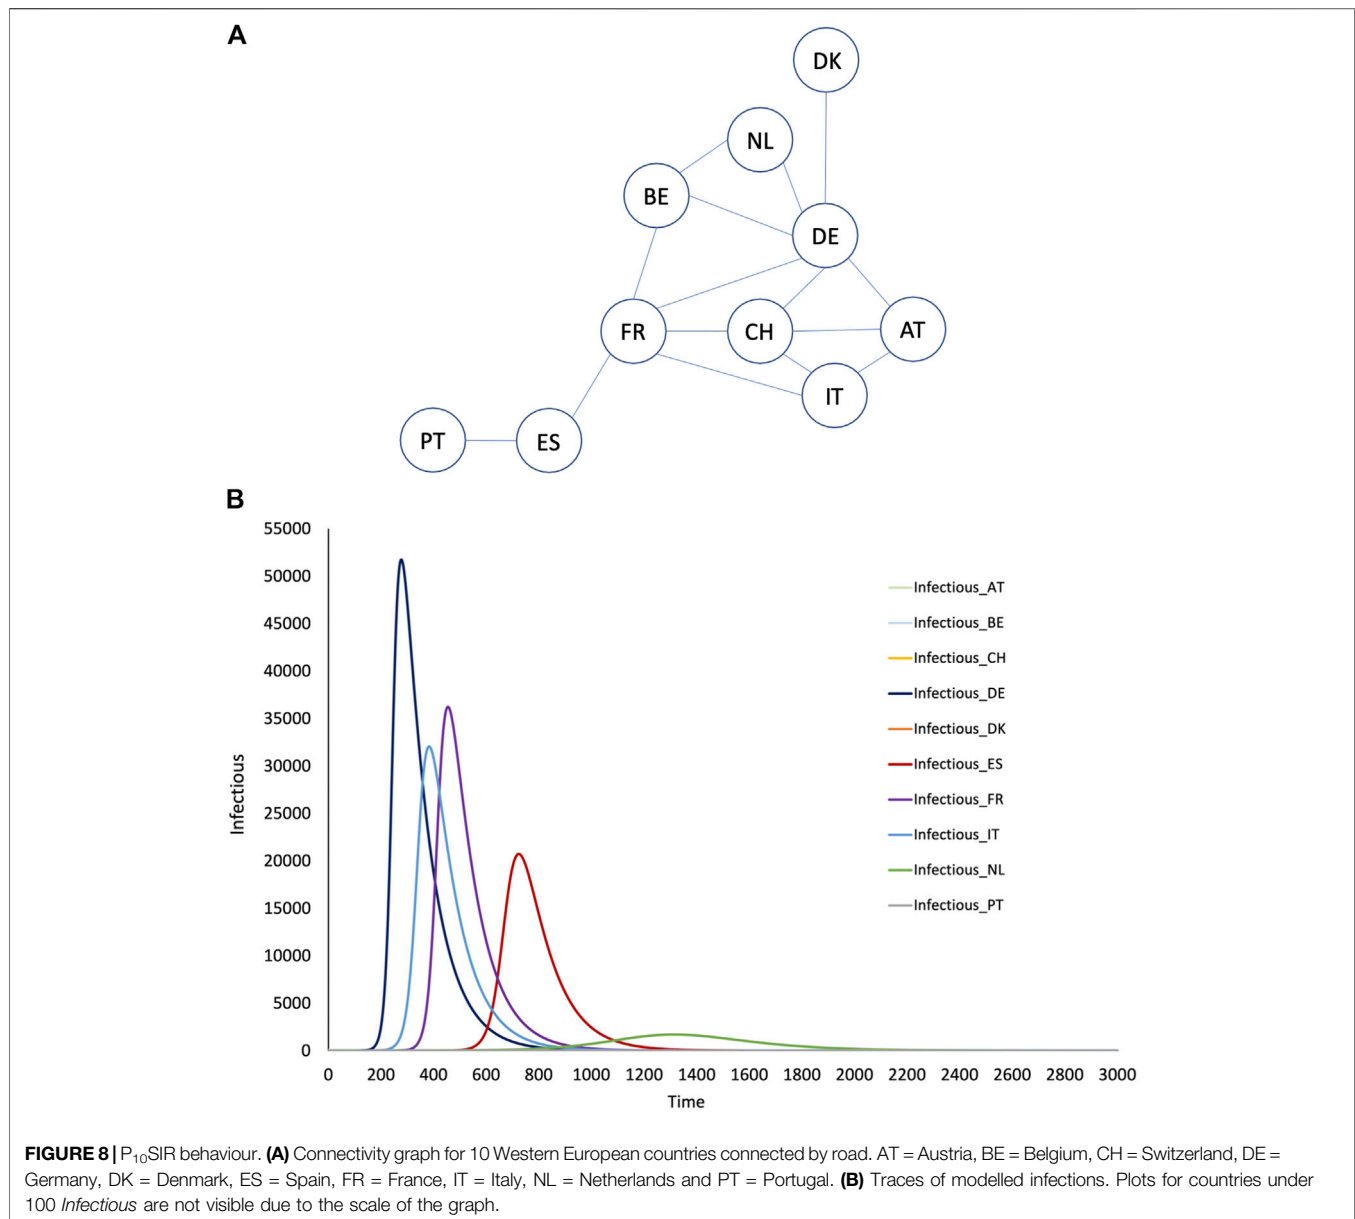 A
DK
NL
BE
DE
FR
CH
AT
IT
PT
ES
B
55000
50000
45000
40000
35000
30000
25000
20000
15000
10000
5000
0
Infectious
Infectious_AT
Infectious_BE
Infectious_CH
Infectious_DE
Infectious_DK
Infectious_ES
Infectious_FR
Infectious_IT
Infectious_NL
Infectious_PT
0 200 400 600 800 1000 1200 1400 1600 1800 2000 2200 2400 2600 2800 3000
Time
FIGURE 8 | P₁₀SIR behaviour. (A) Connectivity graph for 10 Western European countries connected by road. AT = Austria, BE = Belgium, CH = Switzerland, DE =
Germany, DK = Denmark, ES = Spain, FR = France, IT = Italy, NL = Netherlands and PT = Portugal. (B) Traces of modelled infections. Plots for countries under
100 Infectious are not visible due to the scale of the graph.